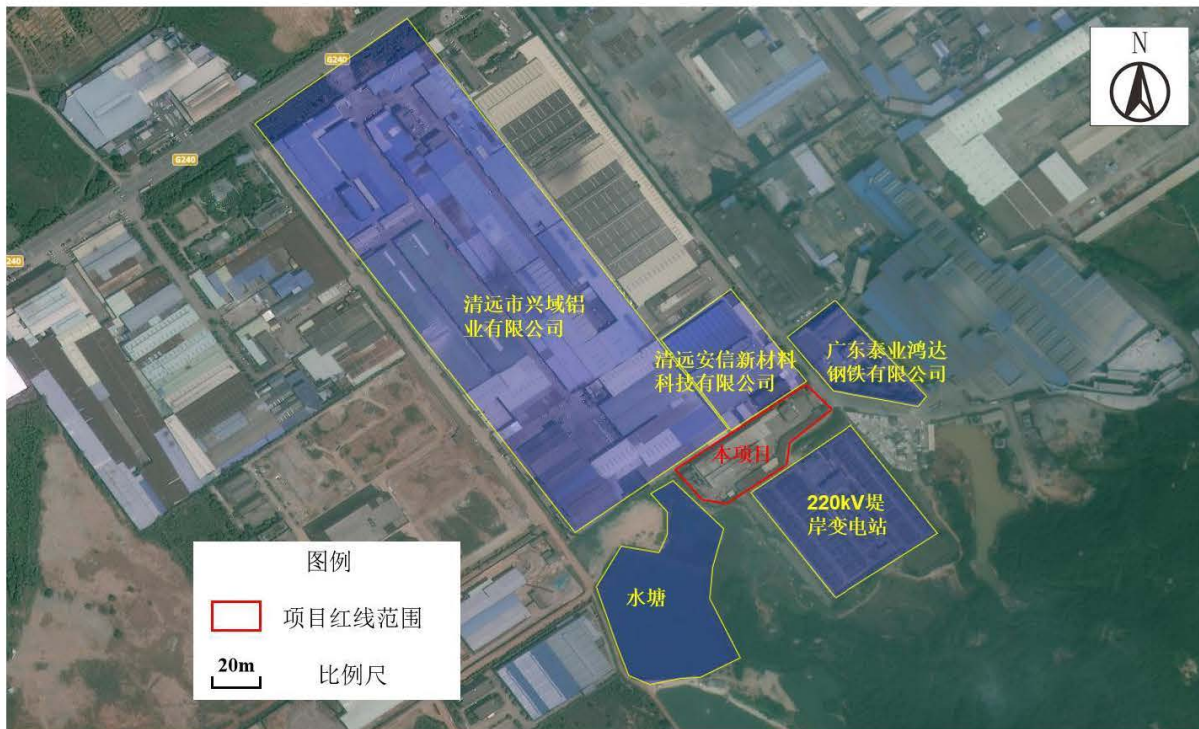 N
G240
G240
240
清远市兴域铝
业有限公司
清远安信新材料
科技有限公司
广东泰业鸿达
钢铁有限公司
本项目
220kV堤
岸变电站
水塘
图例
项目红线范围
20m
比例尺